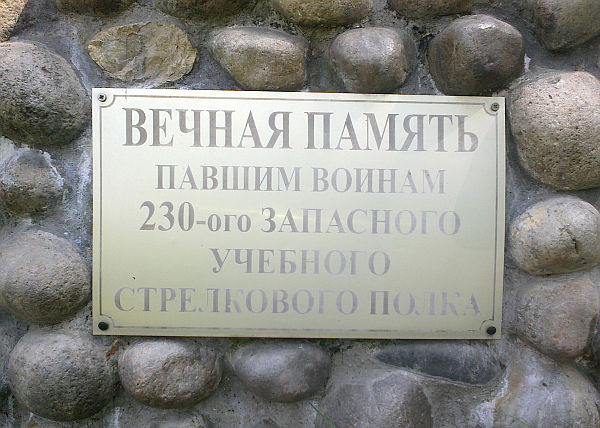 ВЕЧНАЯ ПАМЯТЬ
ПАВШИМ ВОИНАМ
230-ого ЗАПАСНОГО
УЧЕБНОГО
СТРЕЛКОВОГО ПОЛКА